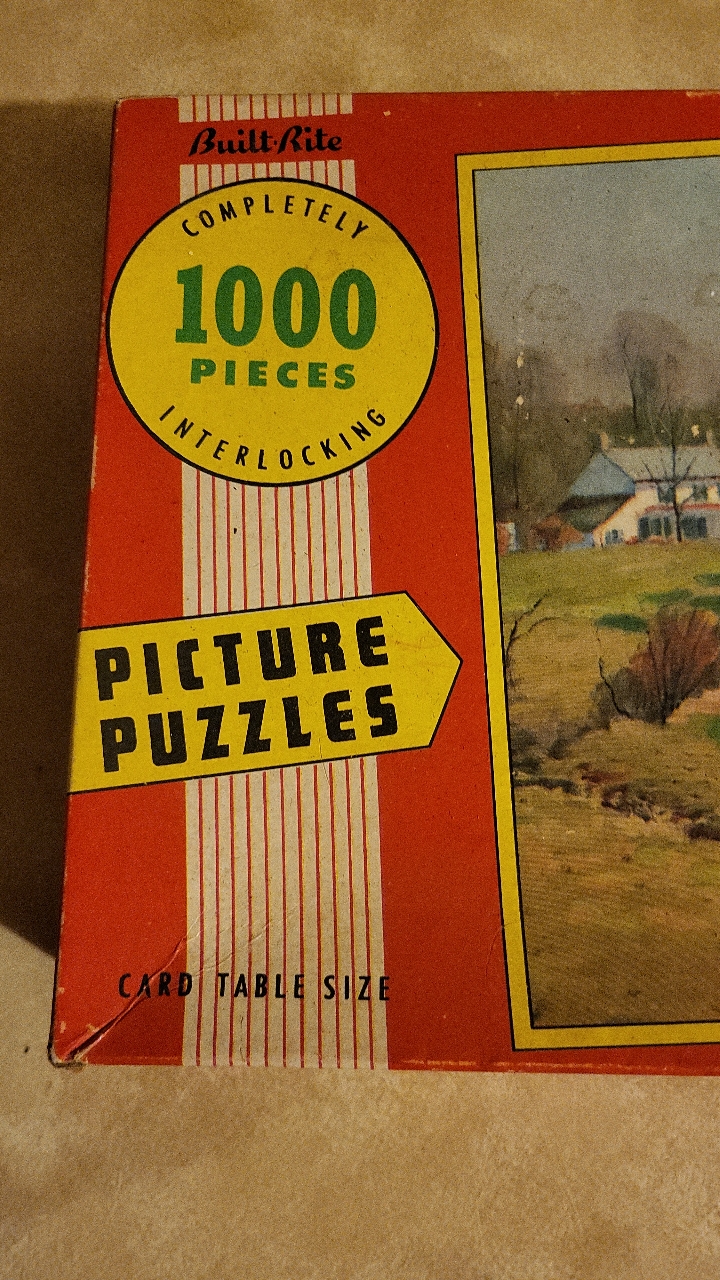 Built-Rite
COMPLETELY
1000
PIECES
INTERLOCKING
PICTURE
PUZZLES
CARD TABLE SIZE